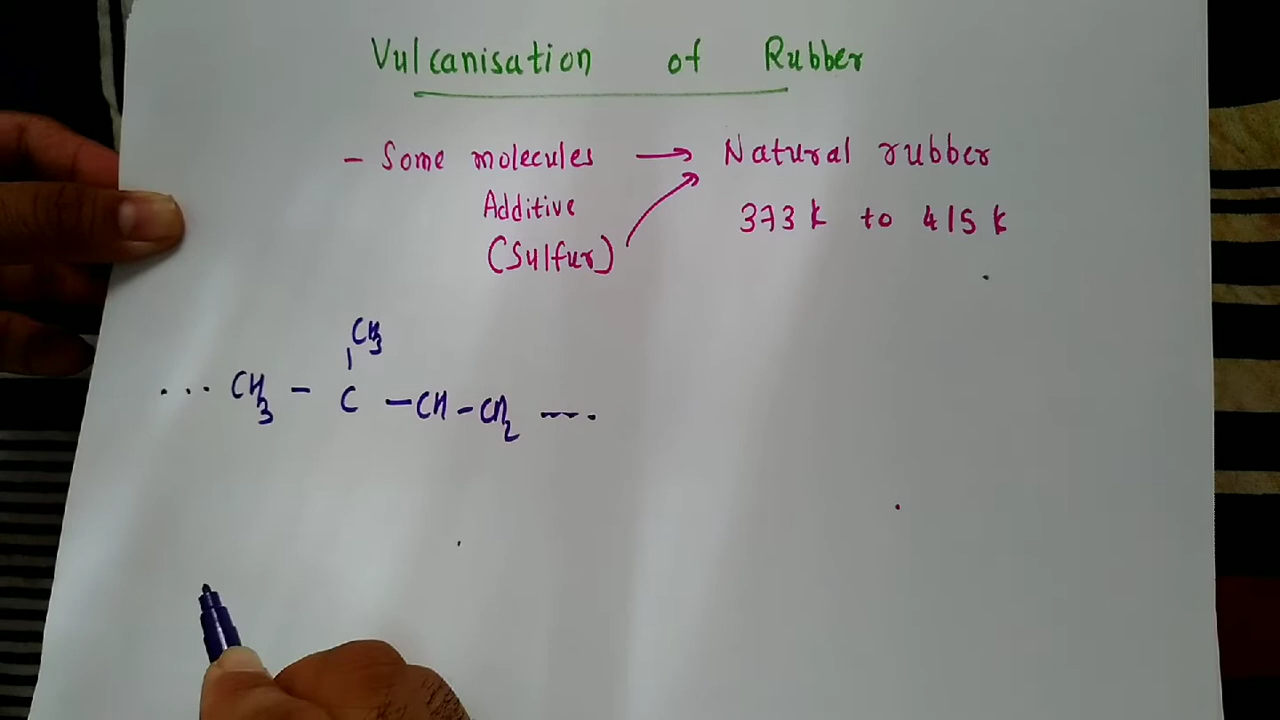 Vulcanisation of Rubber
- Some molecules → Natural rubber
Additive 373 k to 415 k
(Sulfur)
CH3
|
... CH3 - C - CH - CH2 ---.